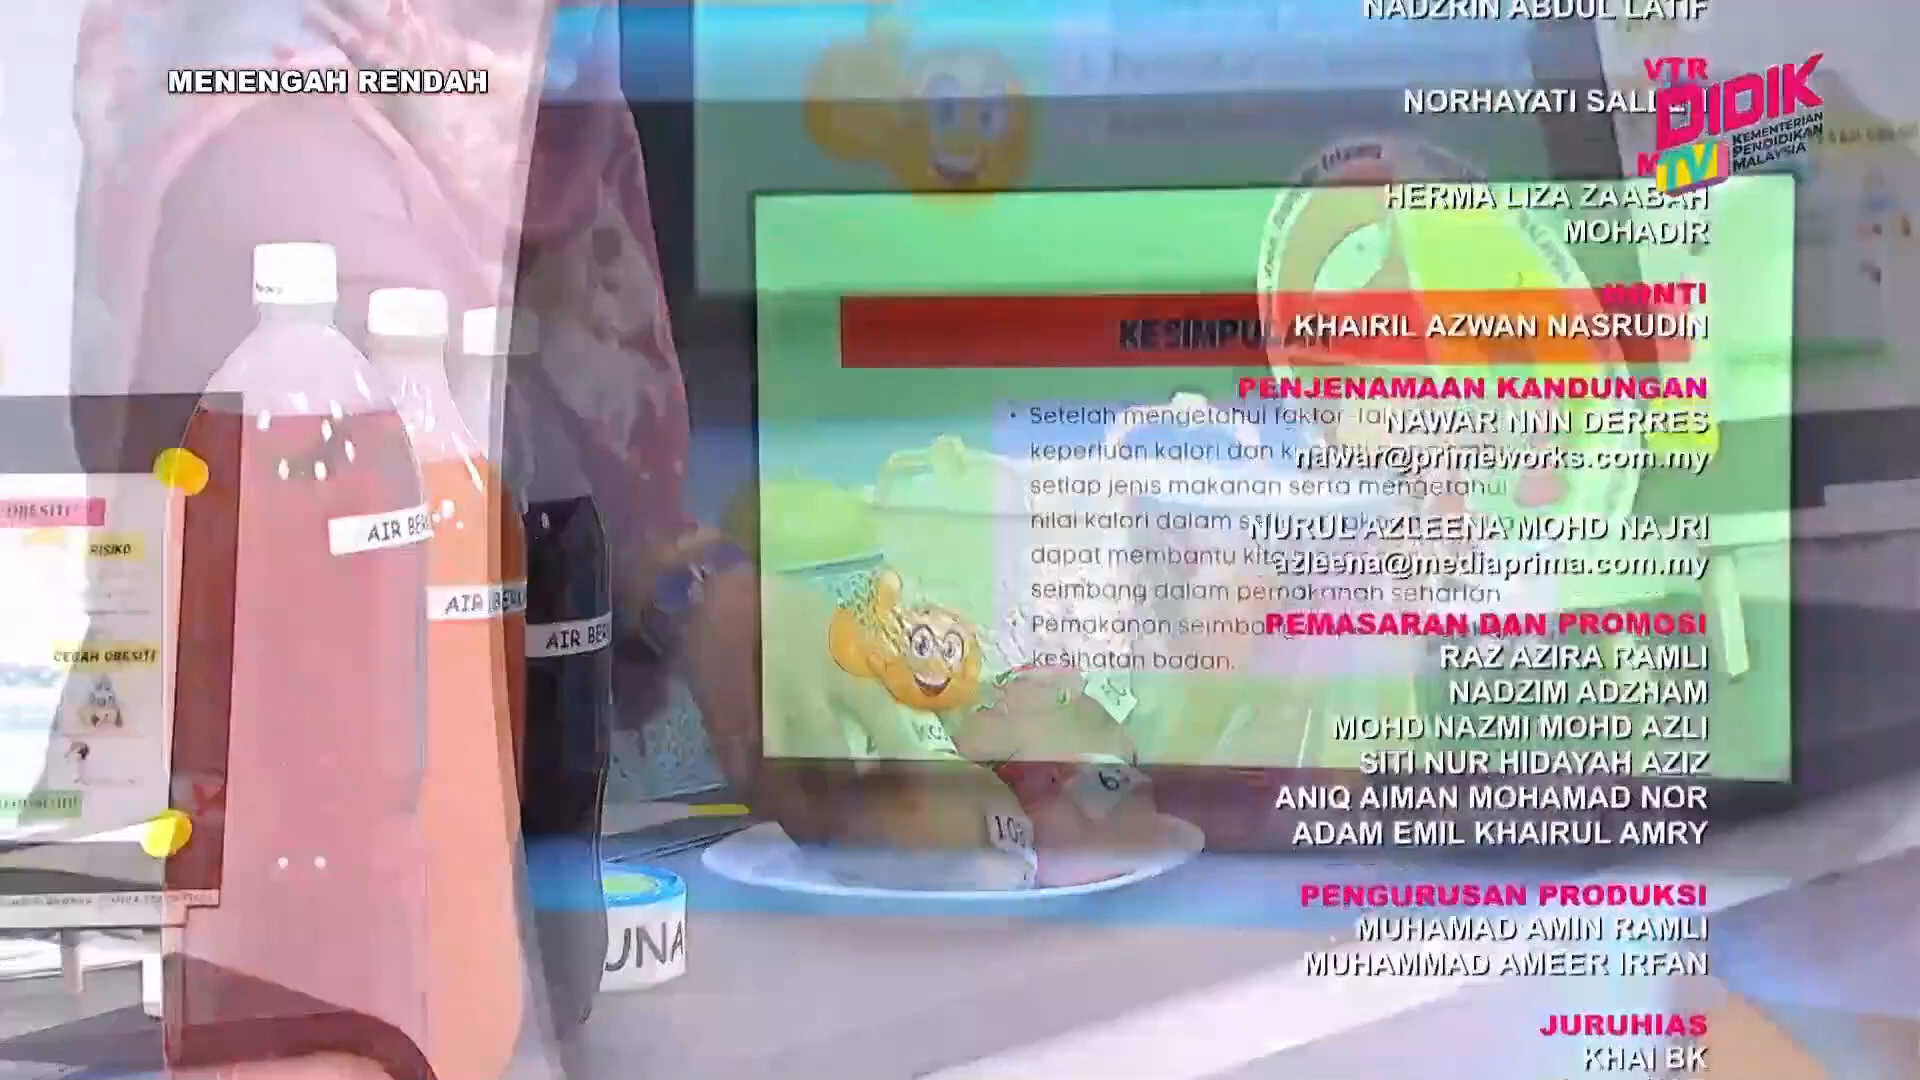 NADZRIN ABDUL LATIF
MENENGAH RENDAH
VTR
NORHAYATI
DIDIK
TV
KEMENTERIAN
PENDIDIKAN
MALAYSIA
HERMA LIZA ZAABAH
MOHADIR
KHAIRIL AZWAN NASRUDIN
PENJENAMAAN KANDUNGAN
NAWAR NNN DERRES
nawar@primeworks.com.my
NURUL AZLEENA MOHD NAJRI
azleena@mediaprima.com.my
PEMASARAN DAN PROMOSI
RAZ AZIRA RAMLI
NADZIM ADZHAM
MOHD NAZMI MOHD AZLI
SITI NUR HIDAYAH AZIZ
ANIQ AIMAN MOHAMAD NOR
ADAM EMIL KHAIRUL AMRY
PENGURUSAN PRODUKSI
MUHAMAD AMIN RAMLI
MUHAMMAD AMEER IRFAN
JURUHIAS
KHAI BK
Setelah mengetahui
keperluan kalori dan
setiap jenis makanan serta mengetahui
nilai kalori dalam
dapat membantu
seimbang dalam pemakanan seharian
Pemakanan
kesihatan badan.
AIR
AIR
AIR
OBESITI
RISIKO
CEGAH OBESITI